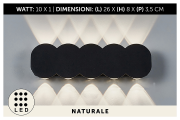 WATT: 10 X 1 | DIMENSIONI: (L) 26 X (H) 8 X (P) 3,5 CM
LED
NATURALE